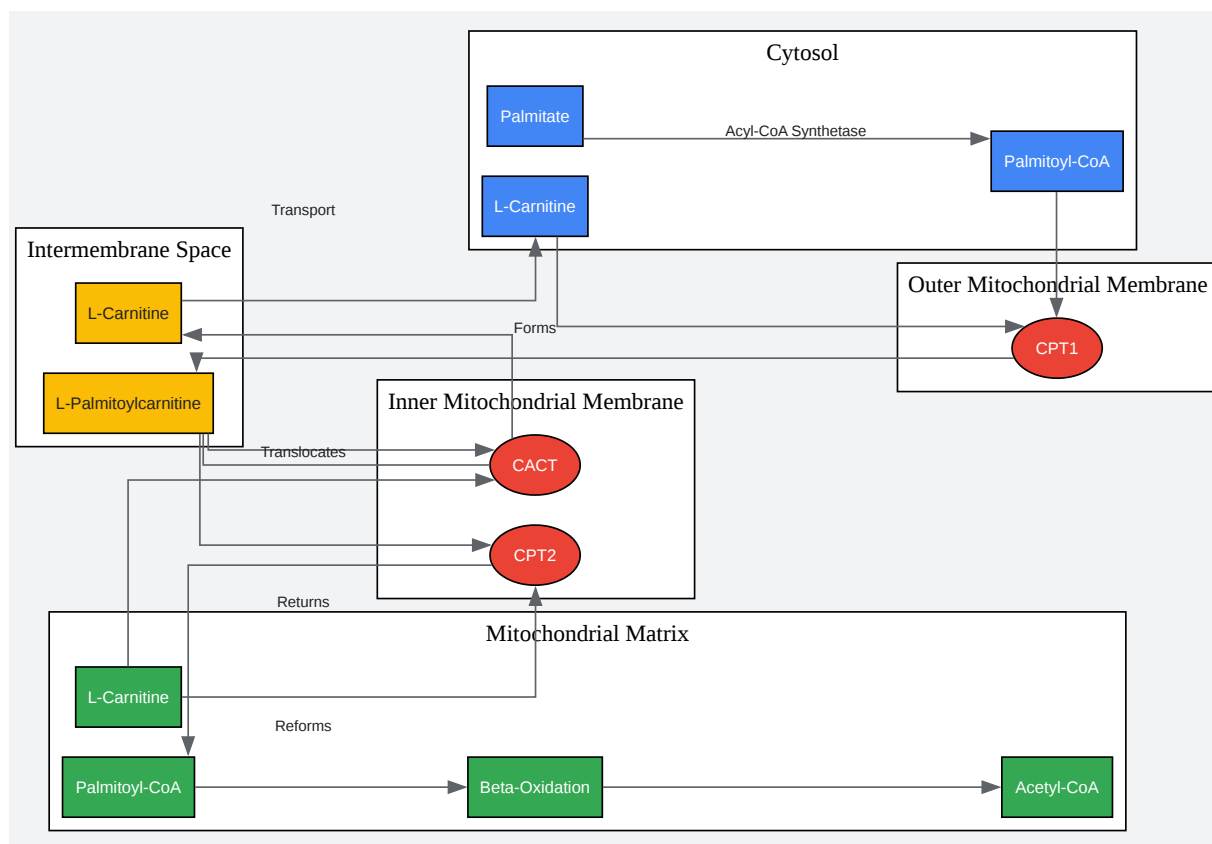 Cytosol
Palmitate
Acyl-CoA Synthetase
Palmitoyl-CoA
L-Carnitine
Transport
Intermembrane Space
L-Carnitine
L-Palmitoylcarnitine
Outer Mitochondrial Membrane
CPT1
Forms
Inner Mitochondrial Membrane
Translocates
CACT
CPT2
Returns
Mitochondrial Matrix
L-Carnitine
Reforms
Palmitoyl-CoA
Beta-Oxidation
Acetyl-CoA